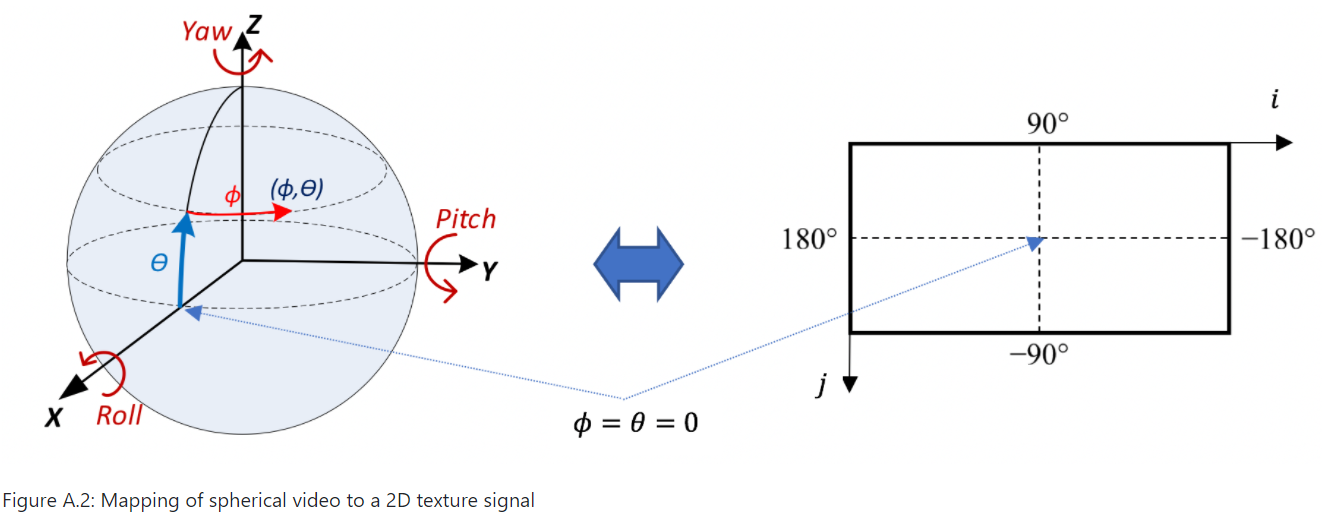 Yaw
Z
ϕ
(ϕ,Θ)
Θ
Pitch
Y
X
Roll
ϕ = θ = 0
i
90°
180°
−180°
−90°
j
Figure A.2: Mapping of spherical video to a 2D texture signal